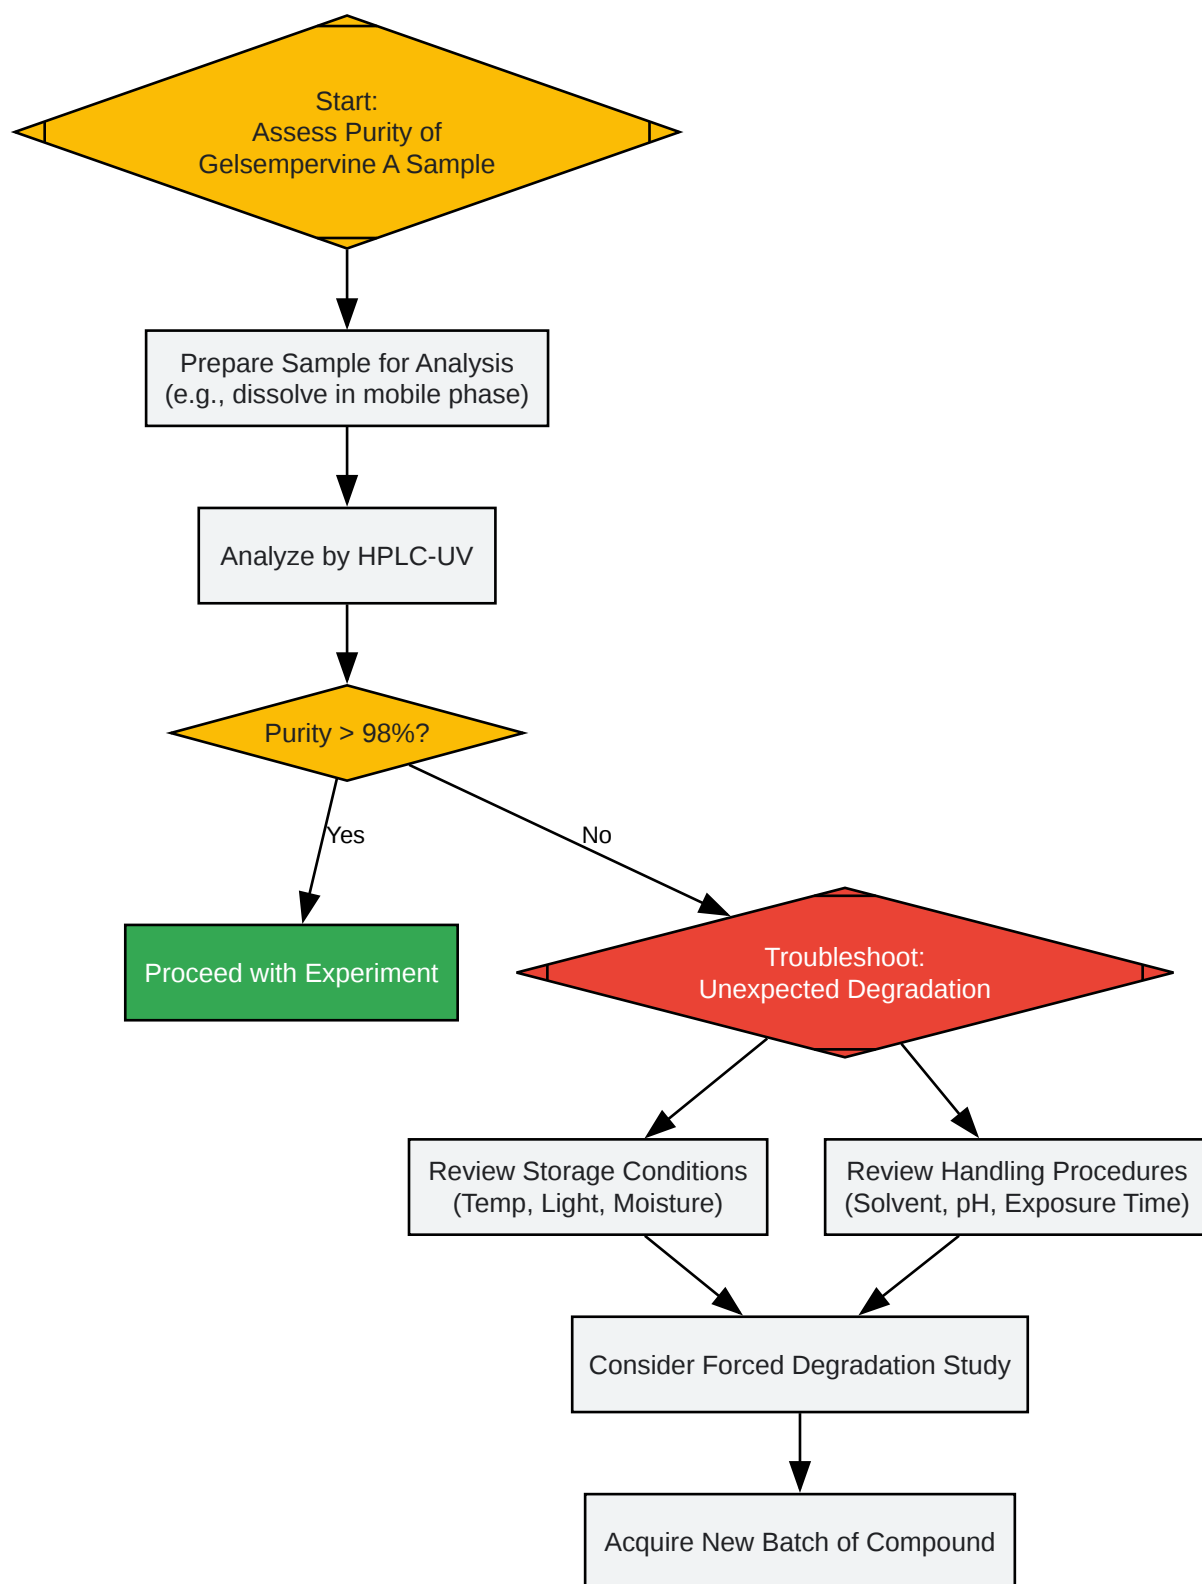 Start:
Assess Purity of
Gelsempervine A Sample
Prepare Sample for Analysis
(e.g., dissolve in mobile phase)
Analyze by HPLC-UV
Purity > 98%?
Yes
No
Proceed with Experiment
Troubleshoot:
Unexpected Degradation
Review Storage Conditions
(Temp, Light, Moisture)
Review Handling Procedures
(Solvent, pH, Exposure Time)
Consider Forced Degradation Study
Acquire New Batch of Compound